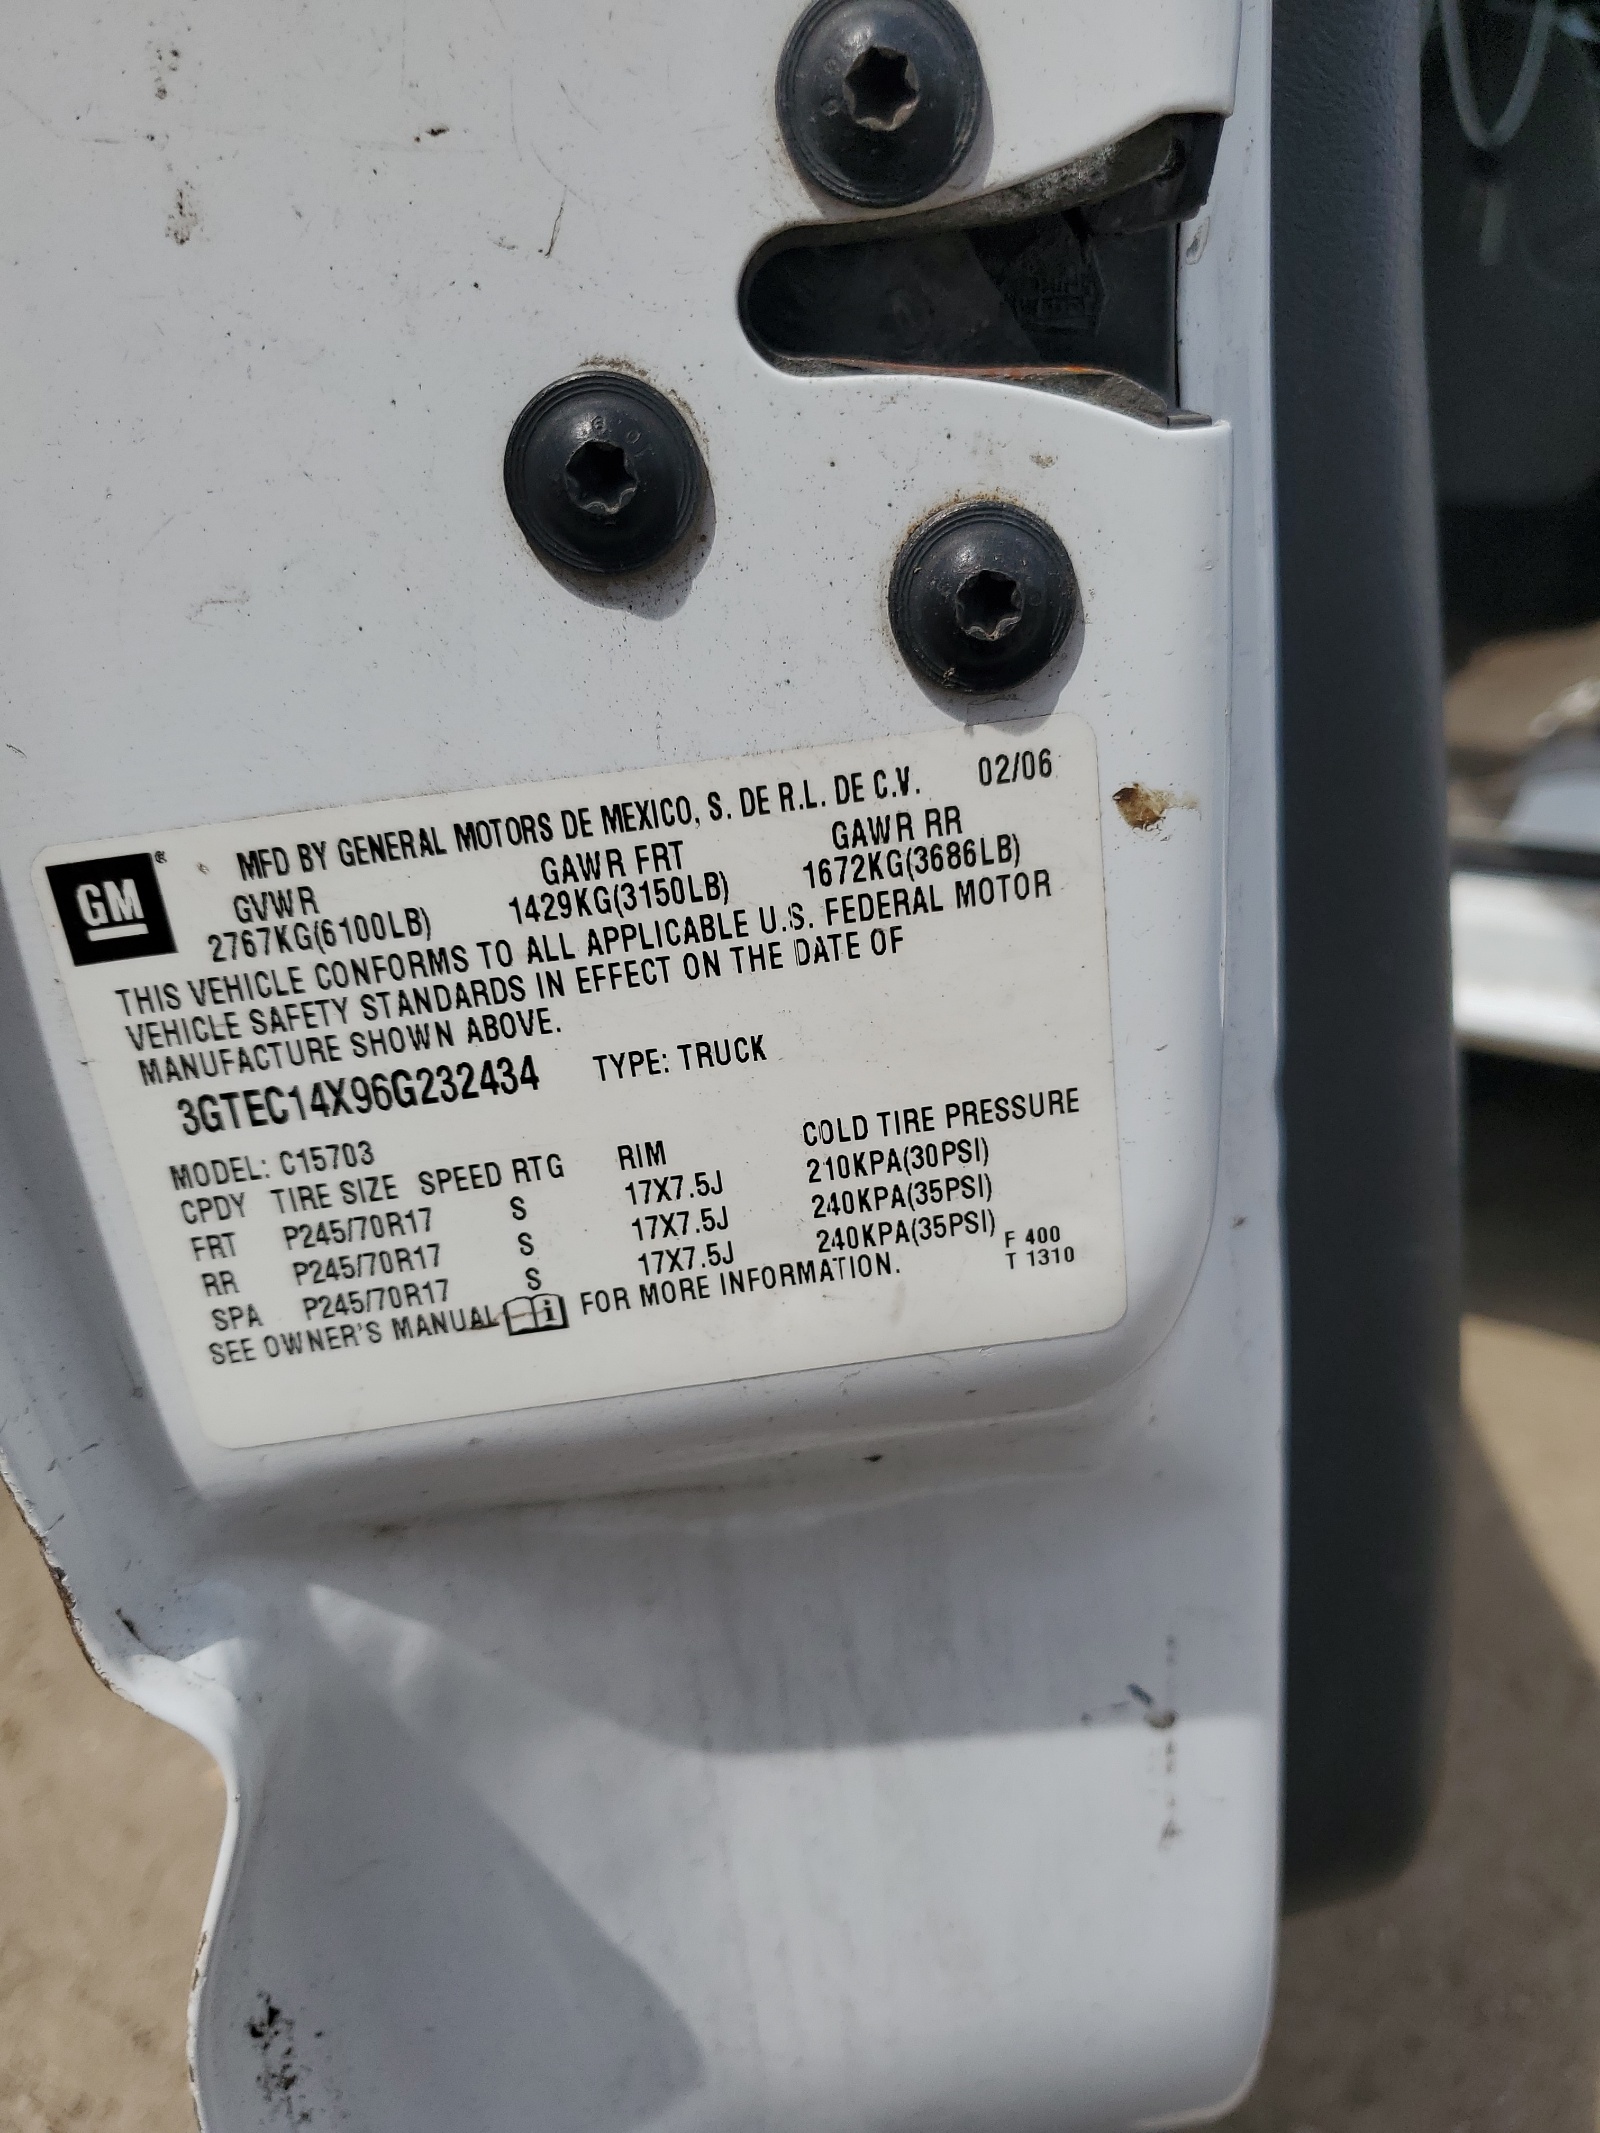 MFD BY GENERAL MOTORS DE MEXICO, S. DE R.L. DE C.V. 02/06
GM
GVWR GAWR FRT GAWR RR
2767KG(6100LB) 1429KG(3150LB) 1672KG(3686LB)
THIS VEHICLE CONFORMS TO ALL APPLICABLE U.S. FEDERAL MOTOR
VEHICLE SAFETY STANDARDS IN EFFECT ON THE DATE OF
MANUFACTURE SHOWN ABOVE.
3GTEC14X96G232434 TYPE: TRUCK
MODEL: C15703
CPDY TIRE SIZE SPEED RTG RIM COLD TIRE PRESSURE
FRT P245/70R17 S 17X7.5J 210KPA(30PSI)
RR P245/70R17 S 17X7.5J 240KPA(35PSI)
SPA P245/70R17 S 17X7.5J 240KPA(35PSI)
SEE OWNER'S MANUAL i FOR MORE INFORMATION.
F 400
T 1310